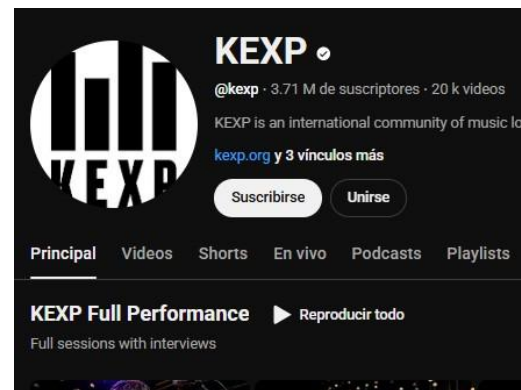 KEXP
@kexp · 3.71 M de suscriptores · 20 k videos
KEXP is an international community of music lo
kexp.org y 3 vínculos más
KEXP
Suscribirse Unirse
Principal Videos Shorts En vivo Podcasts Playlists
KEXP Full Performance Reproducir todo
Full sessions with interviews